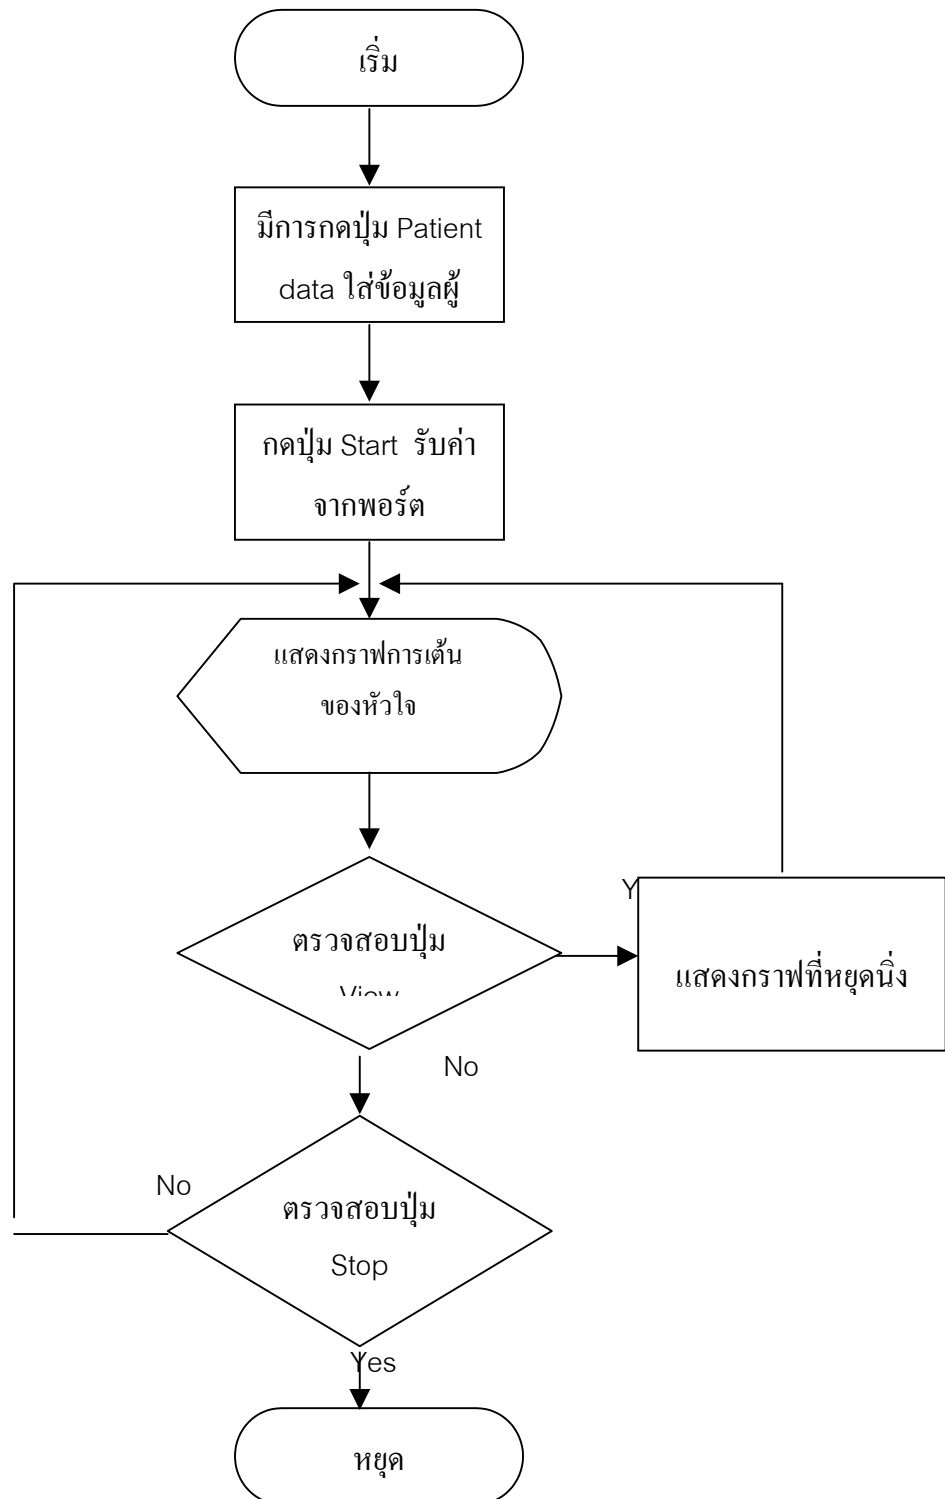 เริ่ม
มีการกดปุ่ม Patient
data ใส่ข้อมูลผู้
กดปุ่ม Start รับค่า
จากพอร์ต
แสดงกราฟการเต้น
ของหัวใจ
ตรวจสอบปุ่ม
View
Y
แสดงกราฟที่หยุดนิ่ง
No
No
ตรวจสอบปุ่ม
Stop
Yes
หยุด